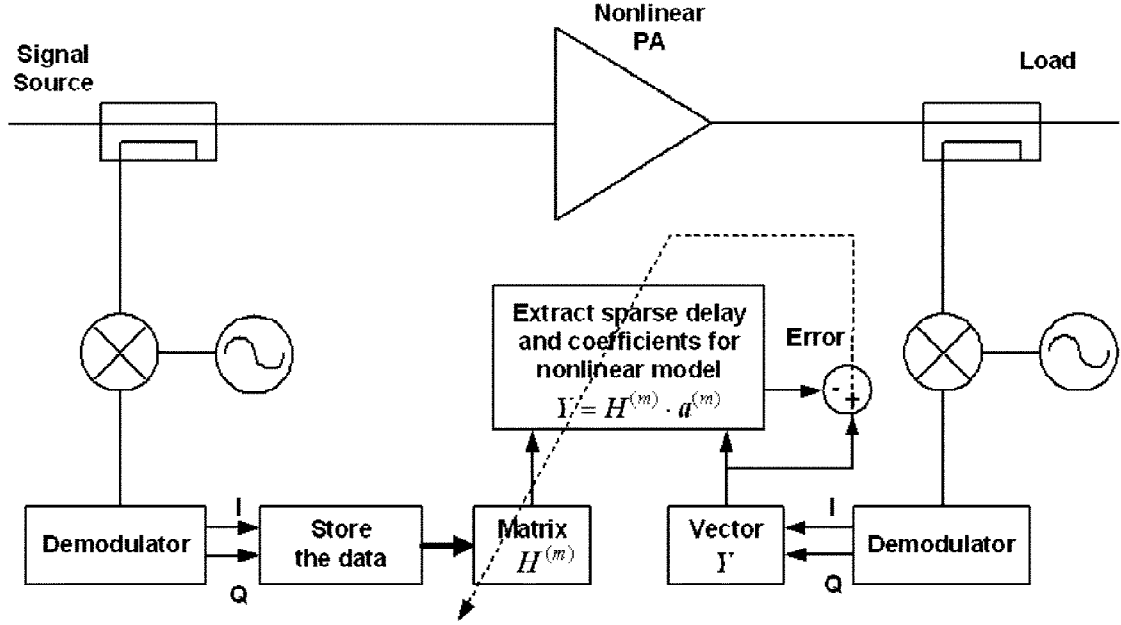 Nonlinear
PA
Signal
Source
Load
Extract sparse delay
and coefficients for
nonlinear model
Y = H^(m) · a^(m)
Error
-
+
I
Q
Demodulator
Store
the data
Matrix
H^(m)
Vector
Y
I
Q
Demodulator